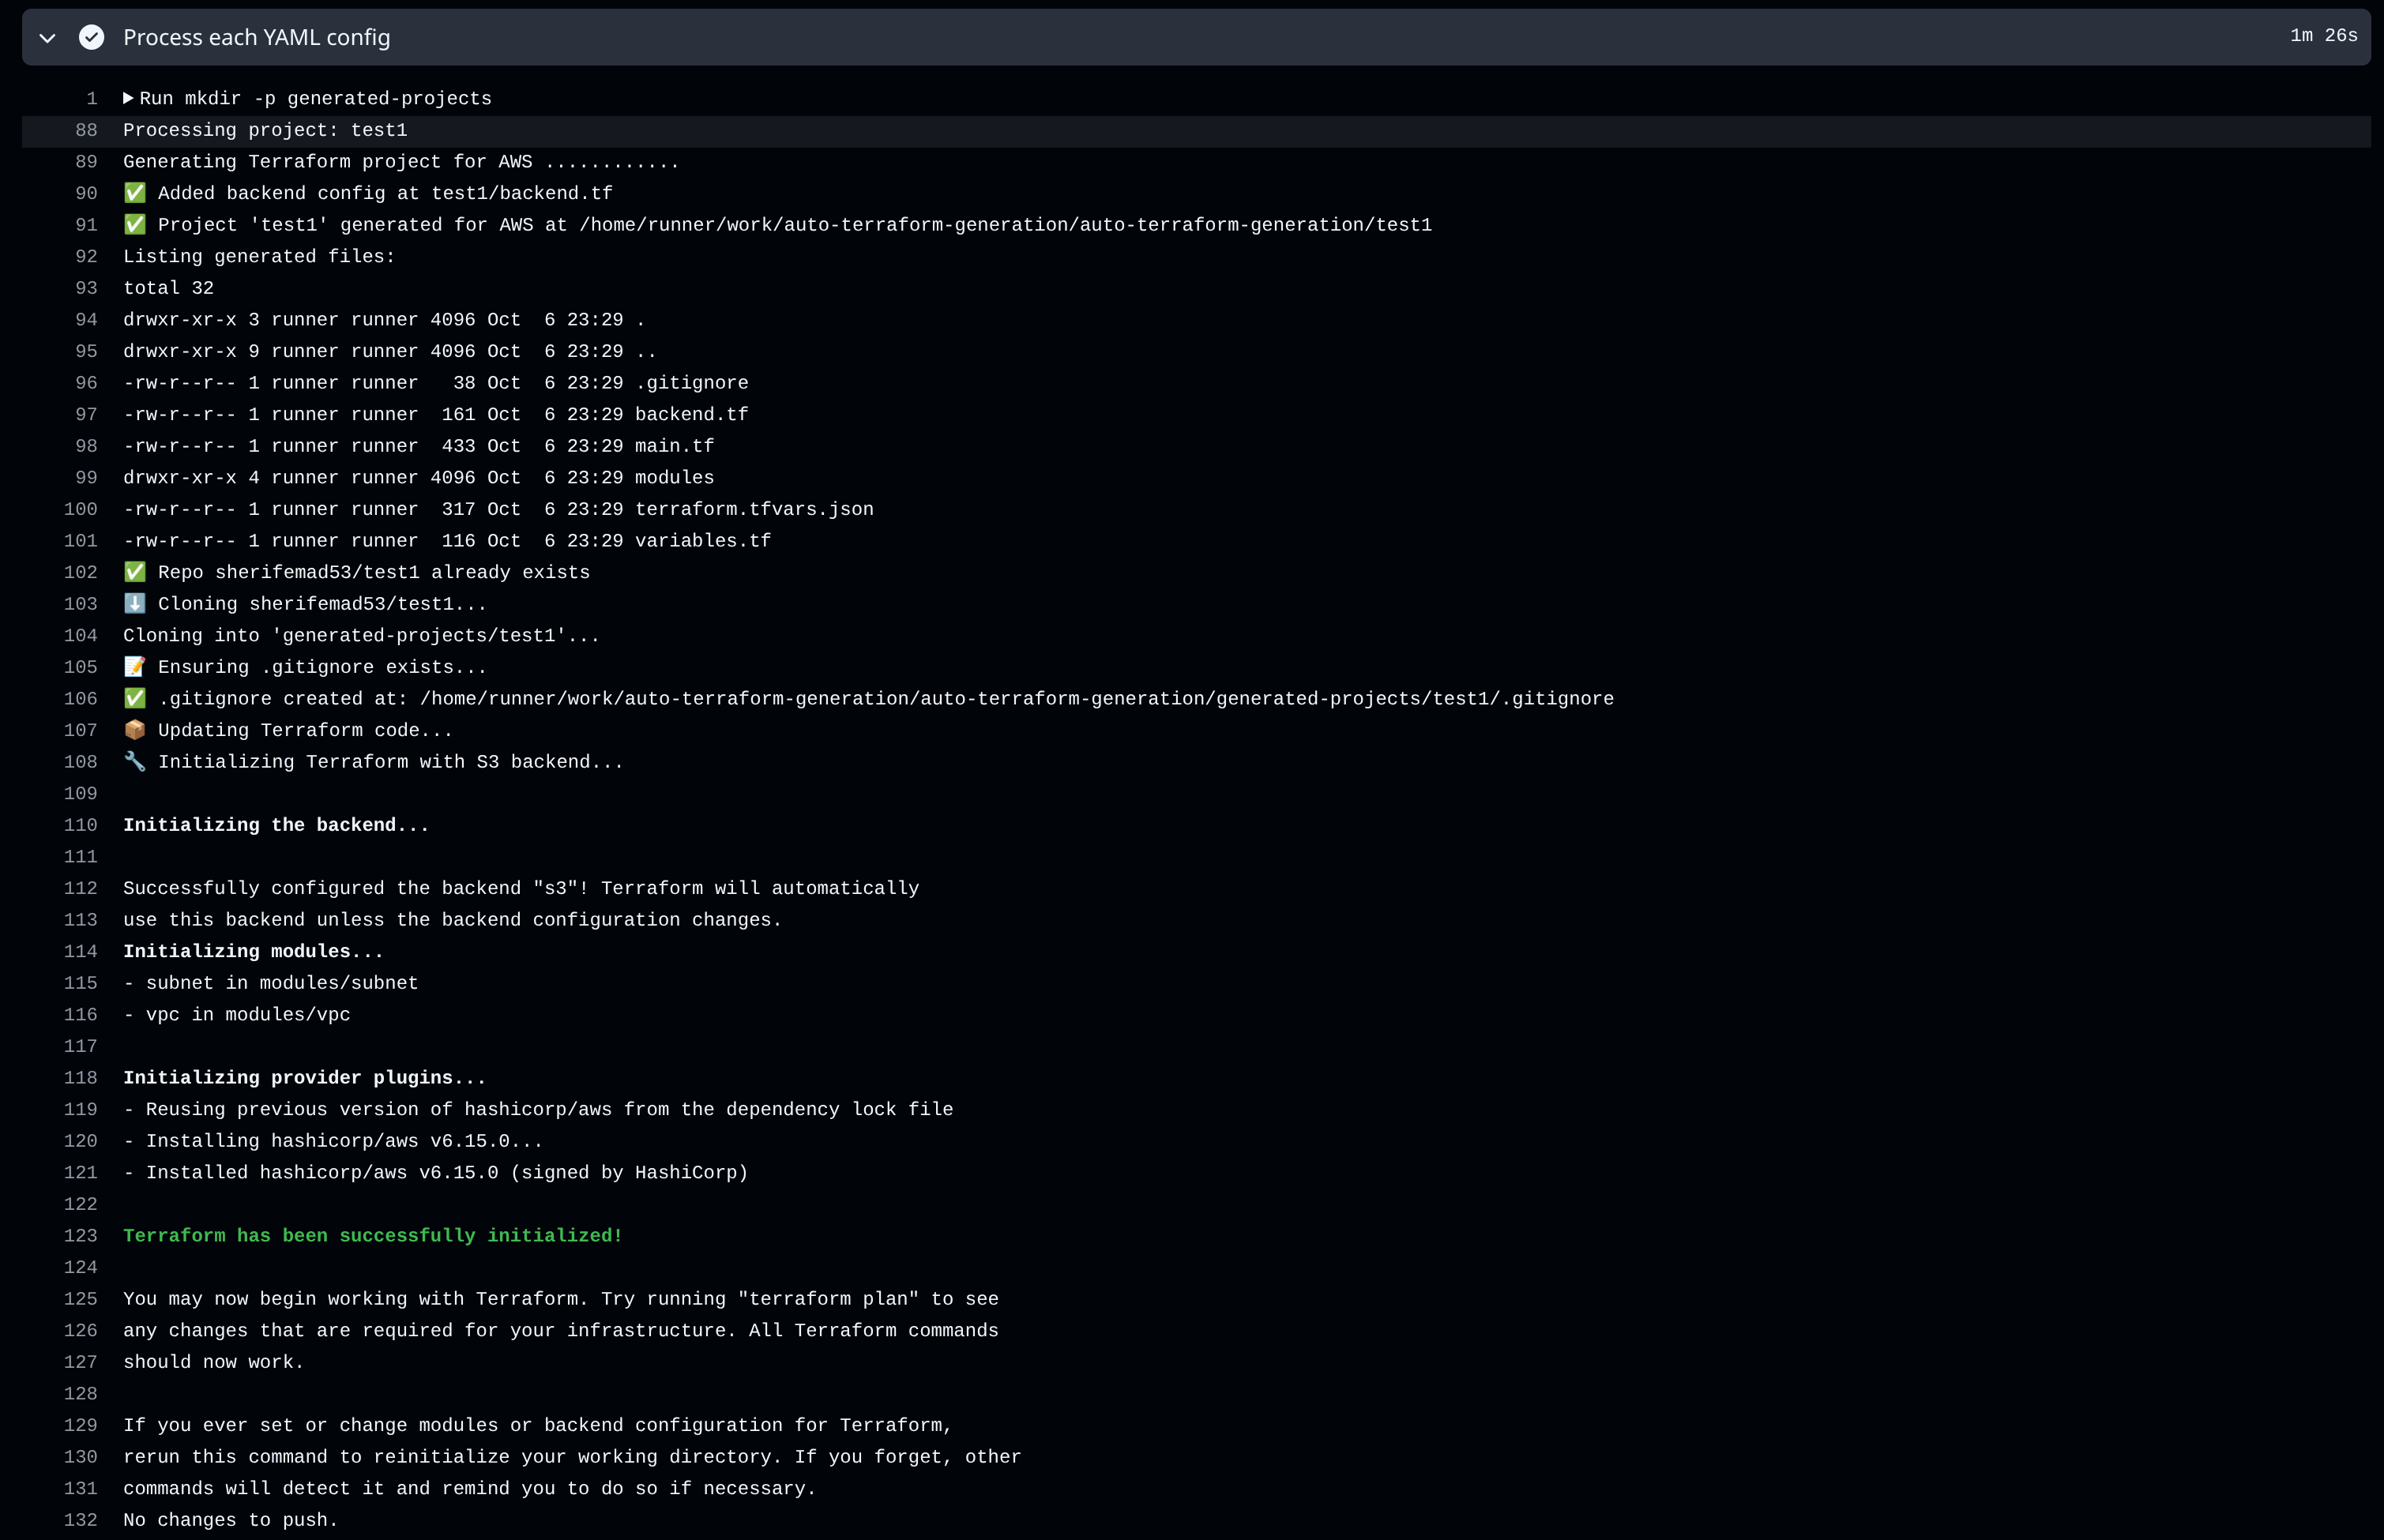 Process each YAML config
1m 26s
1 Run mkdir -p generated-projects
88 Processing project: test1
89 Generating Terraform project for AWS ............
90 ✅ Added backend config at test1/backend.tf
91 ✅ Project 'test1' generated for AWS at /home/runner/work/auto-terraform-generation/auto-terraform-generation/test1
92 Listing generated files:
93 total 32
94 drwxr-xr-x 3 runner runner 4096 Oct  6 23:29 .
95 drwxr-xr-x 9 runner runner 4096 Oct  6 23:29 ..
96 -rw-r--r-- 1 runner runner   38 Oct  6 23:29 .gitignore
97 -rw-r--r-- 1 runner runner  161 Oct  6 23:29 backend.tf
98 -rw-r--r-- 1 runner runner  433 Oct  6 23:29 main.tf
99 drwxr-xr-x 4 runner runner 4096 Oct  6 23:29 modules
100 -rw-r--r-- 1 runner runner  317 Oct  6 23:29 terraform.tfvars.json
101 -rw-r--r-- 1 runner runner  116 Oct  6 23:29 variables.tf
102 ✅ Repo sherifemad53/test1 already exists
103 ⬇️ Cloning sherifemad53/test1...
104 Cloning into 'generated-projects/test1'...
105 📝 Ensuring .gitignore exists...
106 ✅ .gitignore created at: /home/runner/work/auto-terraform-generation/auto-terraform-generation/generated-projects/test1/.gitignore
107 📦 Updating Terraform code...
108 🔧 Initializing Terraform with S3 backend...
109
110 Initializing the backend...
111
112 Successfully configured the backend "s3"! Terraform will automatically
113 use this backend unless the backend configuration changes.
114 Initializing modules...
115 - subnet in modules/subnet
116 - vpc in modules/vpc
117
118 Initializing provider plugins...
119 - Reusing previous version of hashicorp/aws from the dependency lock file
120 - Installing hashicorp/aws v6.15.0...
121 - Installed hashicorp/aws v6.15.0 (signed by HashiCorp)
122
123 Terraform has been successfully initialized!
124
125 You may now begin working with Terraform. Try running "terraform plan" to see
126 any changes that are required for your infrastructure. All Terraform commands
127 should now work.
128
129 If you ever set or change modules or backend configuration for Terraform,
130 rerun this command to reinitialize your working directory. If you forget, other
131 commands will detect it and remind you to do so if necessary.
132 No changes to push.